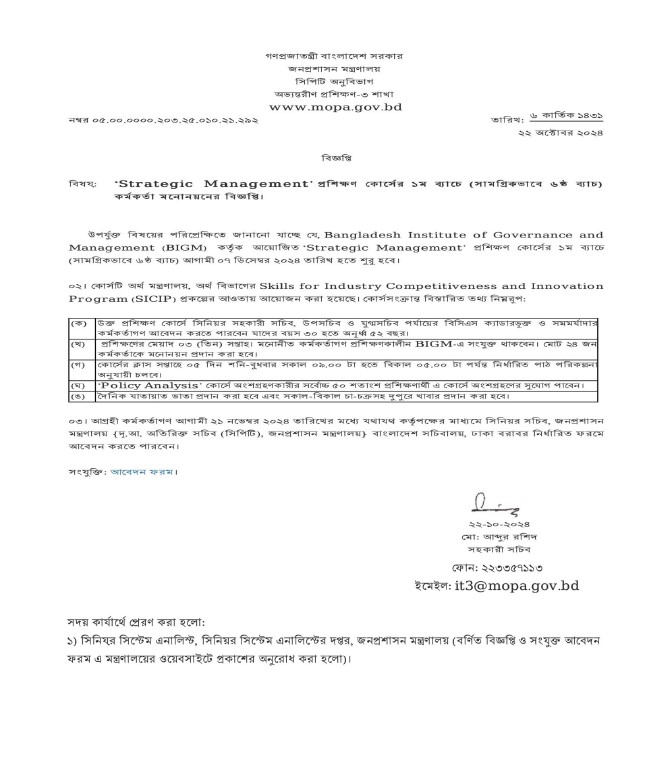 গণপ্রজাতন্ত্রী বাংলাদেশ সরকার
জনপ্রশাসন মন্ত্রণালয়
সিপিটি অনুবিভাগ
অভ্যন্তরীণ প্রশিক্ষণ-৩ শাখা
www.mopa.gov.bd
নম্বর ০৫.০০.০০০০.২০৩.২৫.০১০.২১.২৯২
তারিখ: ৬ কার্তিক ১৪৩১
২২ অক্টোবর ২০২৪
বিজ্ঞপ্তি
বিষয়: 'Strategic Management' প্রশিক্ষণ কোর্সের ১ম ব্যাচে (সামগ্রিকভাবে ৬ষ্ঠ ব্যাচ)
কর্মকর্তা মনোনয়নের বিজ্ঞপ্তি।
উপর্যুক্ত বিষয়ের পরিপ্রেক্ষিতে জানানো যাচ্ছে যে, Bangladesh Institute of Governance and
Management (BIGM) কর্তৃক আয়োজিত 'Strategic Management' প্রশিক্ষণ কোর্সের ১ম ব্যাচে
(সামগ্রিকভাবে ৬ষ্ঠ ব্যাচ) আগামী ০৭ ডিসেম্বর ২০২৪ তারিখ হতে শুরু হবে।
০২। কোর্সটি অর্থ মন্ত্রণালয়, অর্থ বিভাগের Skills for Industry Competitiveness and Innovation
Program (SICIP) প্রকল্পের আওতায় আয়োজন করা হয়েছে। কোর্সসংক্রান্ত বিস্তারিত তথ্য নিম্নরূপ:
(ক) উক্ত প্রশিক্ষণ কোর্সে সিনিয়র সহকারী সচিব, উপসচিব ও যুগ্মসচিব পর্যায়ের বিসিএস ক্যাডারভুক্ত ও সমমর্যাদার
কর্মকর্তাগণ আবেদন করতে পারবেন যাদের বয়স ৩০ হতে অনূর্ধ্ব ৫২ বছর।
(খ) প্রশিক্ষণের মেয়াদ ০৩ (তিন) সপ্তাহ। মনোনীত কর্মকর্তাগণ প্রশিক্ষণকালীন BIGM-এ সংযুক্ত থাকবেন। মোট ২৪ জন
কর্মকর্তাকে মনোনয়ন প্রদান করা হবে।
(গ) কোর্সের ক্লাস সপ্তাহে ০৫ দিন শনি-বুধবার সকাল ০৯.০০ টা হতে বিকাল ০৫.০০ টা পর্যন্ত নির্ধারিত পাঠ পরিকল্পনা
অনুযায়ী চলবে।
(ঘ) 'Policy Analysis' কোর্সে অংশগ্রহণকারীর সর্বোচ্চ ৫০ শতাংশ প্রশিক্ষণার্থী এ কোর্সে অংশগ্রহণের সুযোগ পাবেন।
(ঙ) দৈনিক যাতায়াত ভাতা প্রদান করা হবে এবং সকাল-বিকাল চা-চক্রসহ দুপুরে খাবার প্রদান করা হবে।
০৩। আগ্রহী কর্মকর্তাগণ আগামী ২১ নভেম্বর ২০২৪ তারিখের মধ্যে যথাযথ কর্তৃপক্ষের মাধ্যমে সিনিয়র সচিব, জনপ্রশাসন
মন্ত্রণালয় {দৃ.আ. অতিরিক্ত সচিব (সিপিটি), জনপ্রশাসন মন্ত্রণালয়} বাংলাদেশ সচিবালয়, ঢাকা বরাবর নির্ধারিত ফরমে
আবেদন করতে পারবেন।
সংযুক্তি: আবেদন ফরম।
২২-১০-২০২৪
মো: আব্দুর রশিদ
সহকারী সচিব
ফোন: ২২৩৩৫৭১১৩
ইমেইল: it3@mopa.gov.bd
সদয় কার্যার্থে প্রেরণ করা হলো:
১) সিনিয়র সিস্টেম এনালিস্ট, সিনিয়র সিস্টেম এনালিস্টের দপ্তর, জনপ্রশাসন মন্ত্রণালয় (বর্ণিত বিজ্ঞপ্তি ও সংযুক্ত আবেদন
ফরম এ মন্ত্রণালয়ের ওয়েবসাইটে প্রকাশের অনুরোধ করা হলো)।